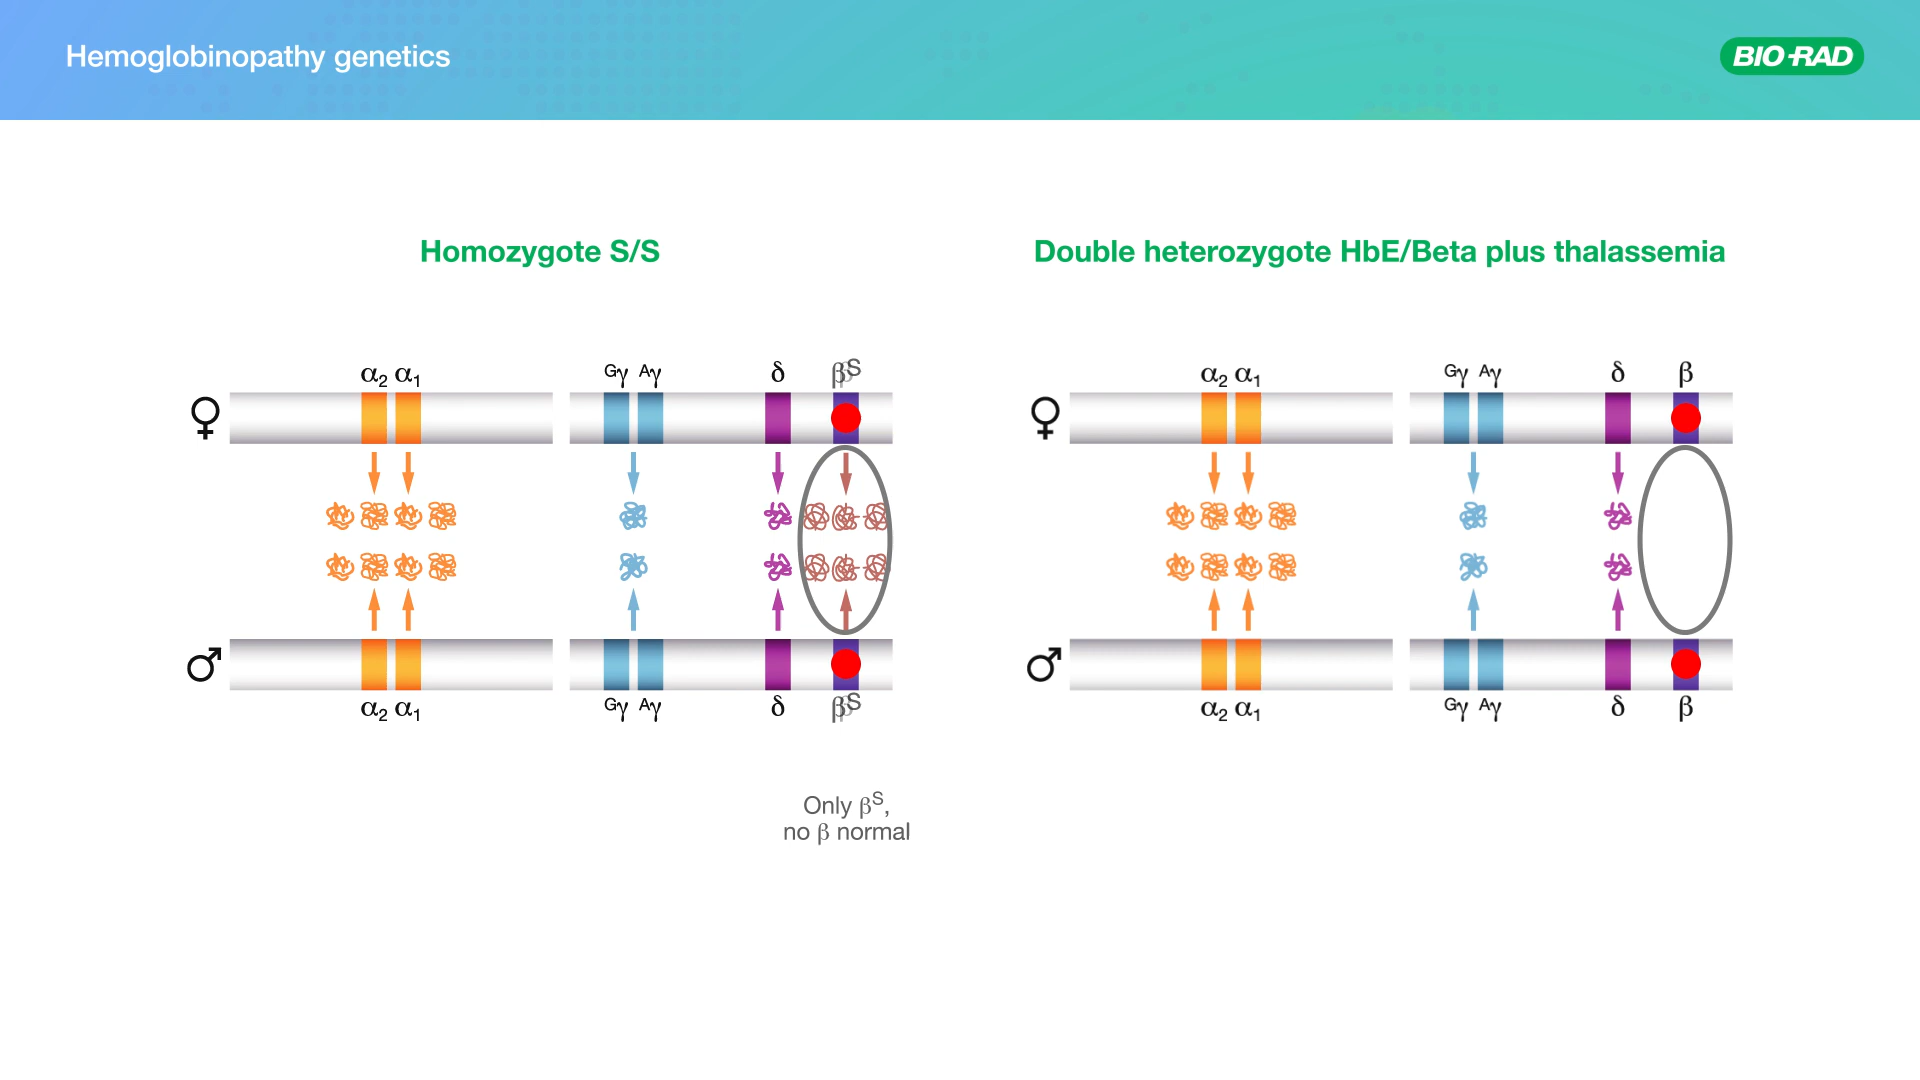 Hemoglobinopathy genetics
BIO-RAD
Homozygote S/S
Double heterozygote HbE/Beta plus thalassemia
α2 α1 Gγ Aγ δ βS
α2 α1 Gγ Aγ δ β
♀ ♀
♂ ♂
α2 α1 Gγ Aγ δ βS
α2 α1 Gγ Aγ δ β
Only βS,
no β normal